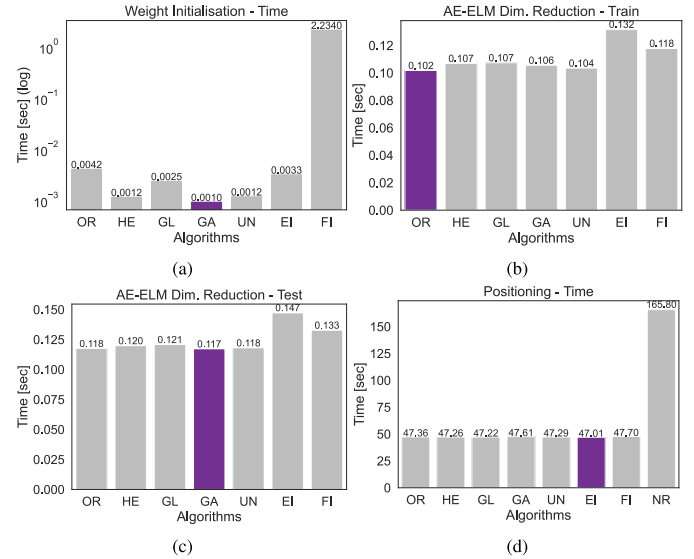 Weight Initialisation - Time
Time [sec] (log)
10⁰
10⁻¹
10⁻²
10⁻³
0.0042
0.0012
0.0025
0.0010
0.0012
0.0033
2.2340
OR HE GL GA UN EI FI
Algorithms
(a)
AE-ELM Dim. Reduction - Train
Time [sec]
0.12
0.10
0.08
0.06
0.04
0.02
0.00
0.102
0.107
0.107
0.106
0.104
0.132
0.118
OR HE GL GA UN EI FI
Algorithms
(b)
AE-ELM Dim. Reduction - Test
Time [sec]
0.150
0.125
0.100
0.075
0.050
0.025
0.000
0.118
0.120
0.121
0.117
0.118
0.147
0.133
OR HE GL GA UN EI FI
Algorithms
(c)
Positioning - Time
Time [sec]
150
125
100
75
50
25
0
47.36
47.26
47.22
47.61
47.29
47.01
47.70
165.80
OR HE GL GA UN EI FI NR
Algorithms
(d)